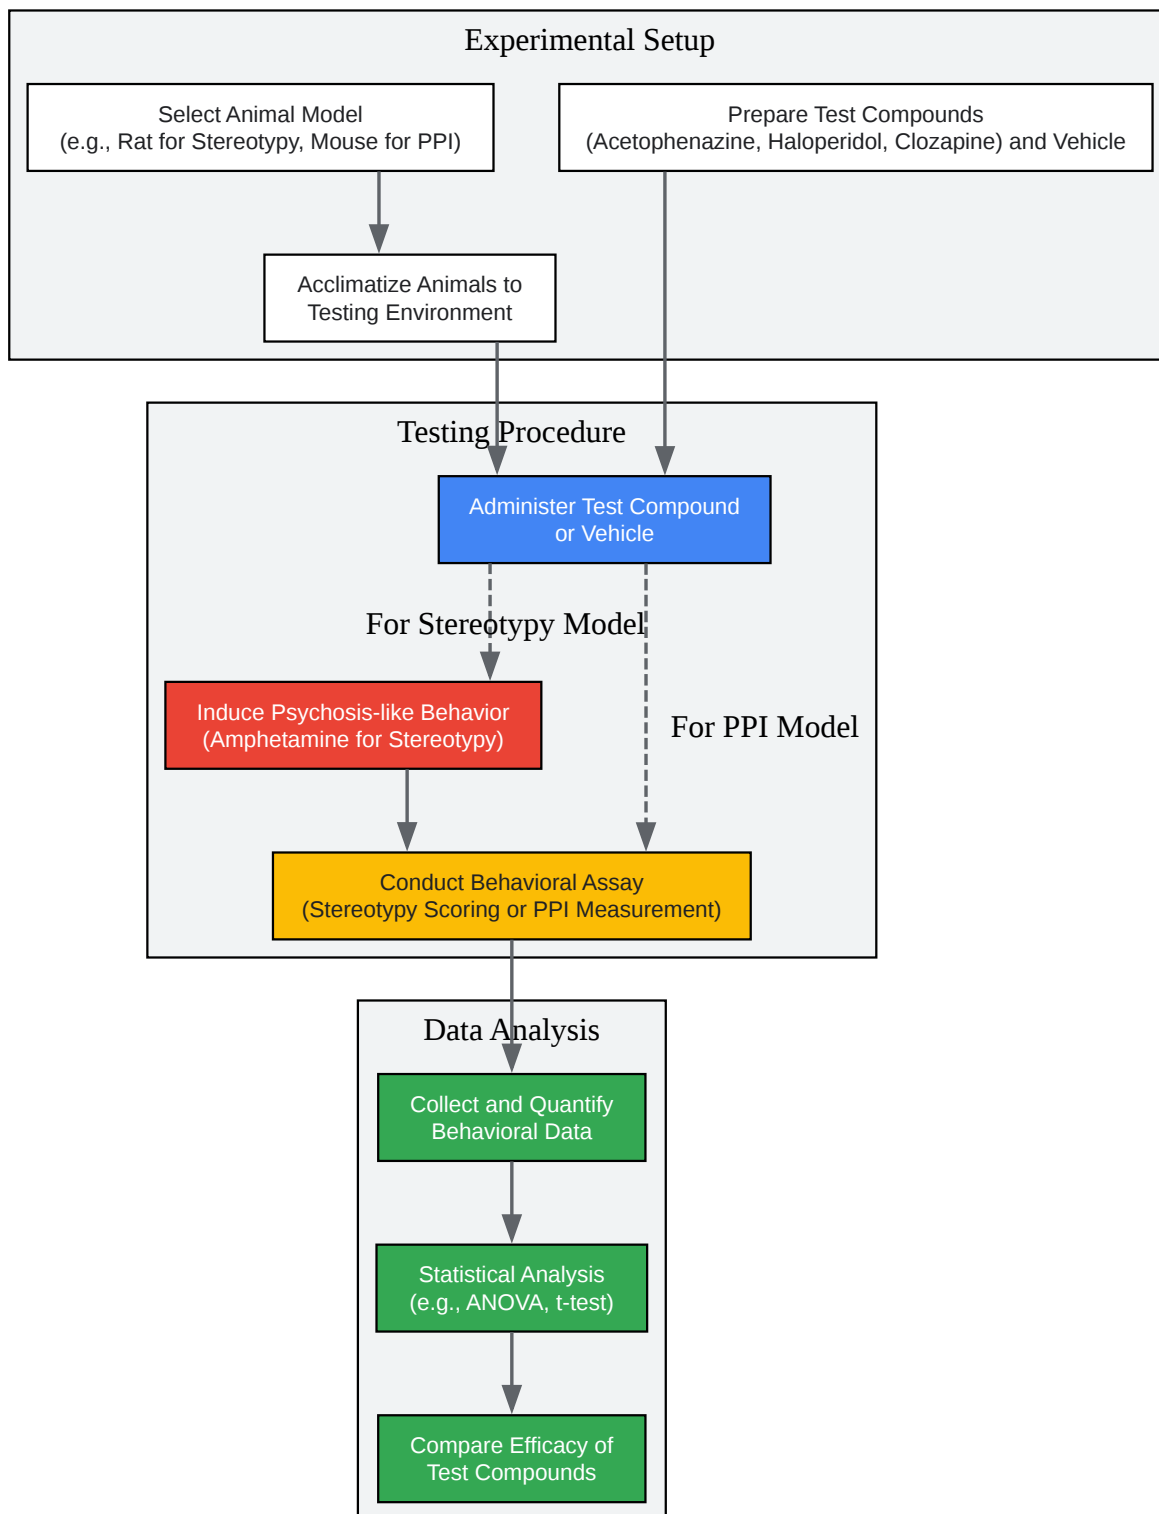 Experimental Setup
Select Animal Model
(e.g., Rat for Stereotypy, Mouse for PPI)
Prepare Test Compounds
(Acetophenazine, Haloperidol, Clozapine) and Vehicle
Acclimatize Animals to
Testing Environment
Testing Procedure
Administer Test Compound
or Vehicle
For Stereotypy Model
Induce Psychosis-like Behavior
(Amphetamine for Stereotypy)
For PPI Model
Conduct Behavioral Assay
(Stereotypy Scoring or PPI Measurement)
Data Analysis
Collect and Quantify
Behavioral Data
Statistical Analysis
(e.g., ANOVA, t-test)
Compare Efficacy of
Test Compounds